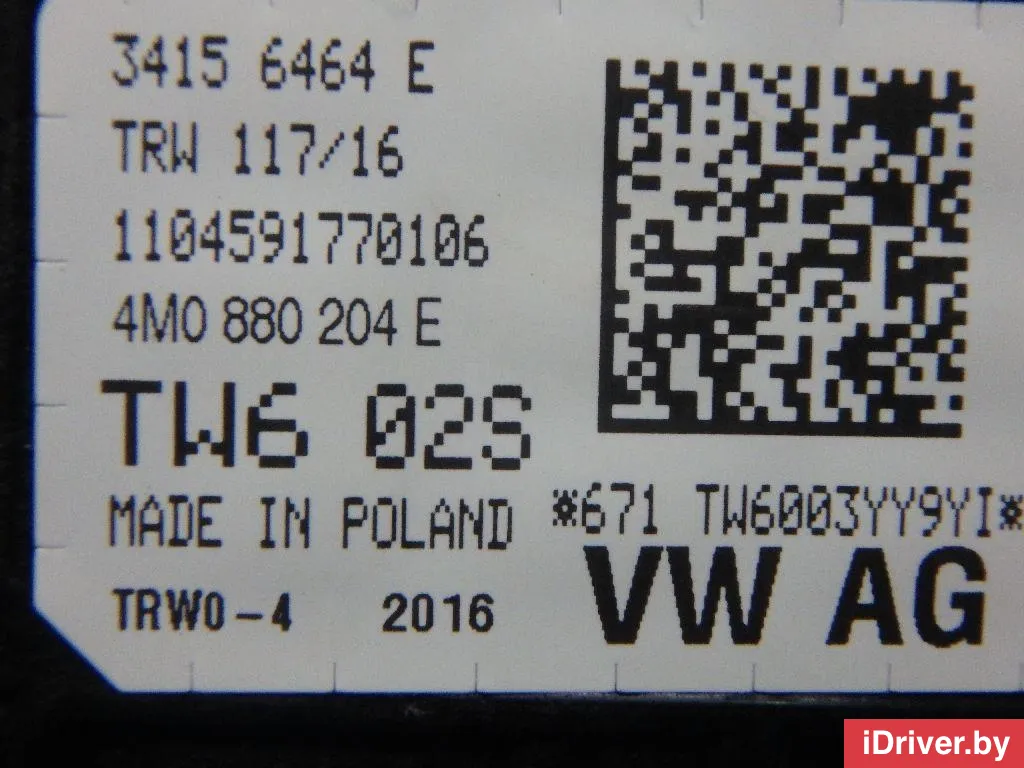 3415 6464 E
TRW 117/16
1104591770106
4M0 880 204 E
TW6 02S
MADE IN POLAND
*671 TW6003YY9YI*
TRW0-4 2016
VW AG
iDriver.by